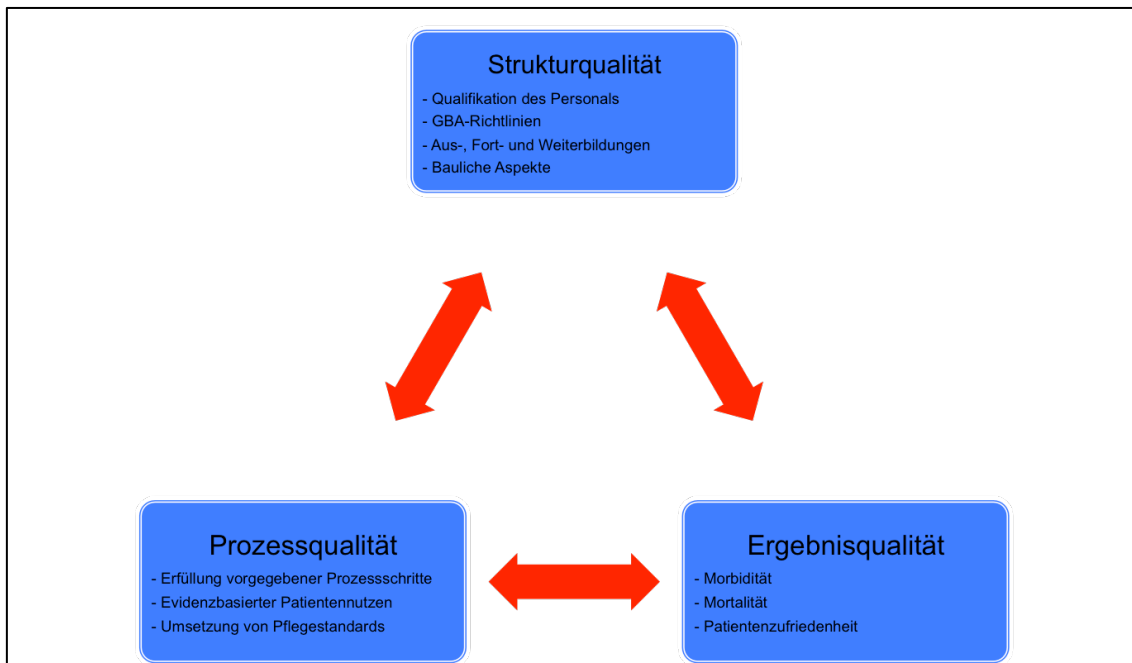 Strukturqualität
- Qualifikation des Personals
- GBA-Richtlinien
- Aus-, Fort- und Weiterbildungen
- Bauliche Aspekte
Prozessqualität
- Erfüllung vorgegebener Prozessschritte
- Evidenzbasierter Patientennutzen
- Umsetzung von Pflegestandards
Ergebnisqualität
- Morbidität
- Mortalität
- Patientenzufriedenheit